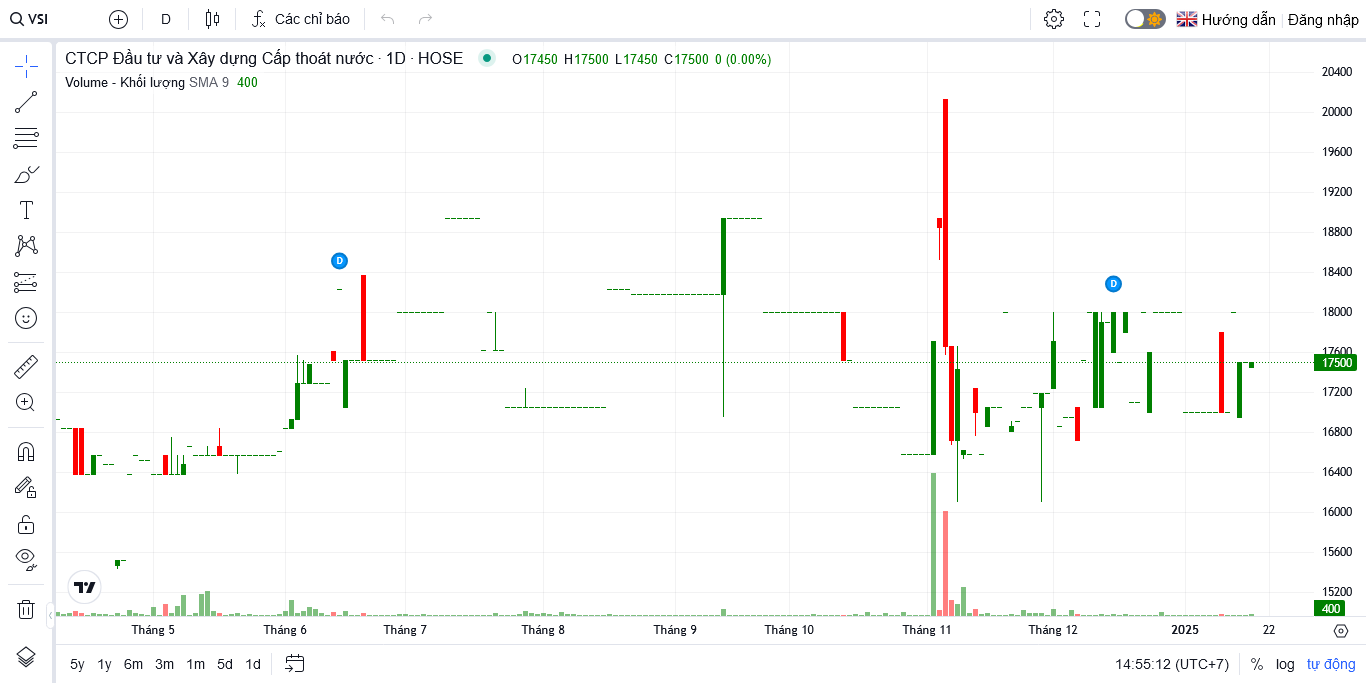 VSI D Các chỉ báo Hướng dẫn Đăng nhập
CTCP Đầu tư và Xây dựng Cấp thoát nước · 1D · HOSE O17450 H17500 L17450 C17500 0 (0.00%)
Volume - Khối lượng SMA 9 400
20400
20000
19600
19200
18800
18400
18000
17600
17500
17200
16800
16400
16000
15600
15200
400
D
D
Tháng 5 Tháng 6 Tháng 7 Tháng 8 Tháng 9 Tháng 10 Tháng 11 Tháng 12 2025 22
5y 1y 6m 3m 1m 5d 1d 14:55:12 (UTC+7) % log tự động